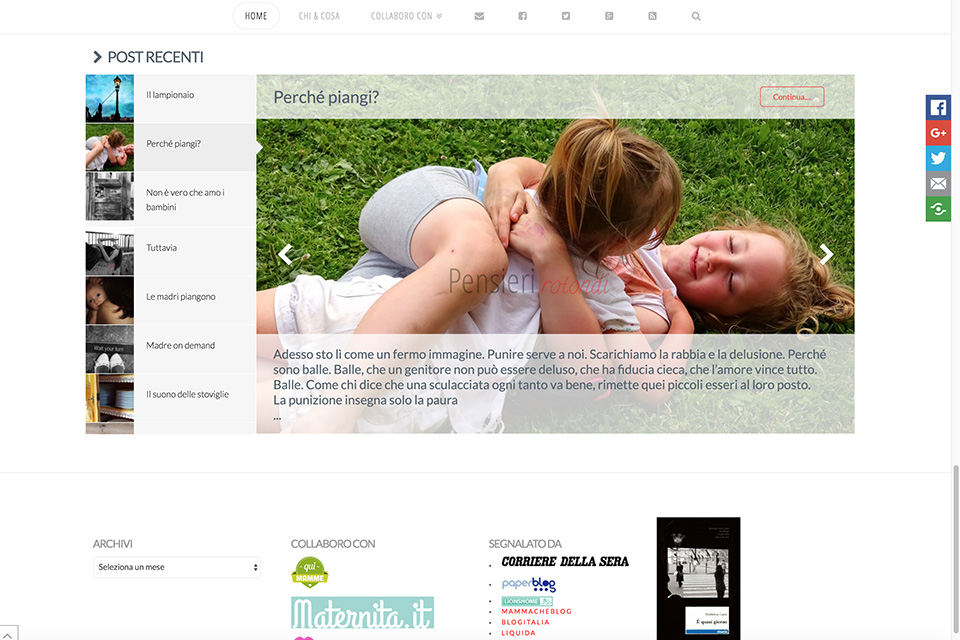 HOME
CHI & COSA
COLLABORO CON
POST RECENTI
Il lampionaio
Perché piangi?
Non è vero che amo i
bambini
Tuttavia
Le madri piangono
Madre on demand
Wait your turn
Il suono delle stoviglie
Perché piangi?
Continua...
Pensieri rotondi
Adesso sto lì come un fermo immagine. Punire serve a noi. Scarichiamo la rabbia e la delusione. Perché
sono balle. Balle, che un genitore non può essere deluso, che ha fiducia cieca, che l'amore vince tutto.
Balle. Come chi dice che una sculacciata ogni tanto va bene, rimette quei piccoli esseri al loro posto.
La punizione insegna solo la paura
...
ARCHIVI
Seleziona un mese
COLLABORO CON
- qui -
MAMME
Maternita.it
SEGNALATO DA
CORRIERE DELLA SERA
paperblog
LIONSHOME
MAMMACHEBLOG
BLOGITALIA
LIQUIDA
È quasi giorno